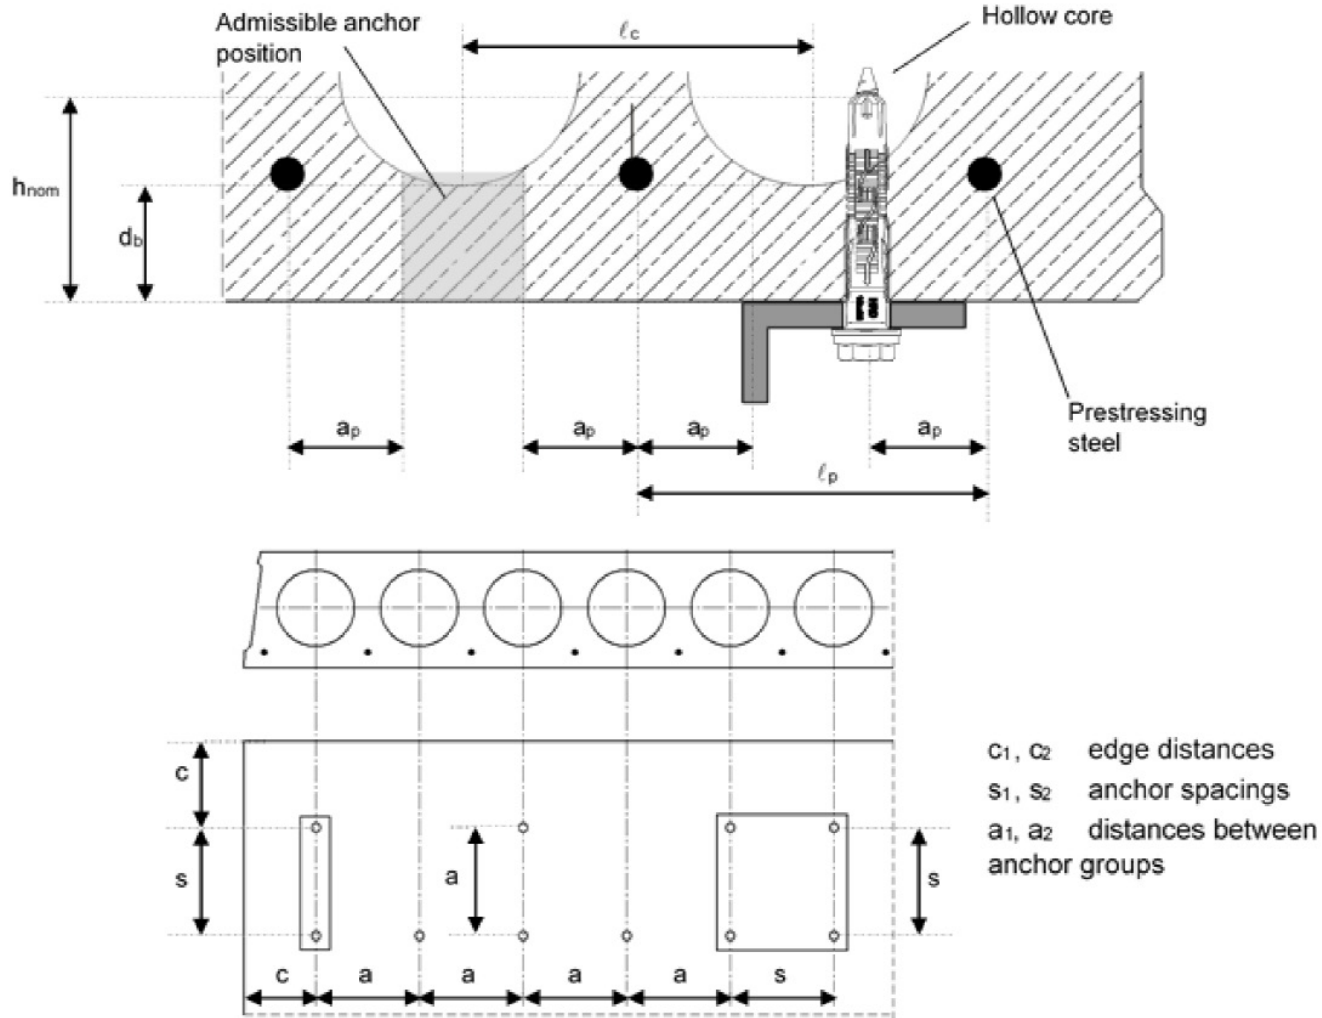 Admissible anchor
position
ℓc
Hollow core
hnom
db
ap
ap
ap
ap
Prestressing
steel
ℓp
c
s
a
s
c
a
a
a
a
s
c₁, c₂ edge distances
s₁, s₂ anchor spacings
a₁, a₂ distances between
anchor groups